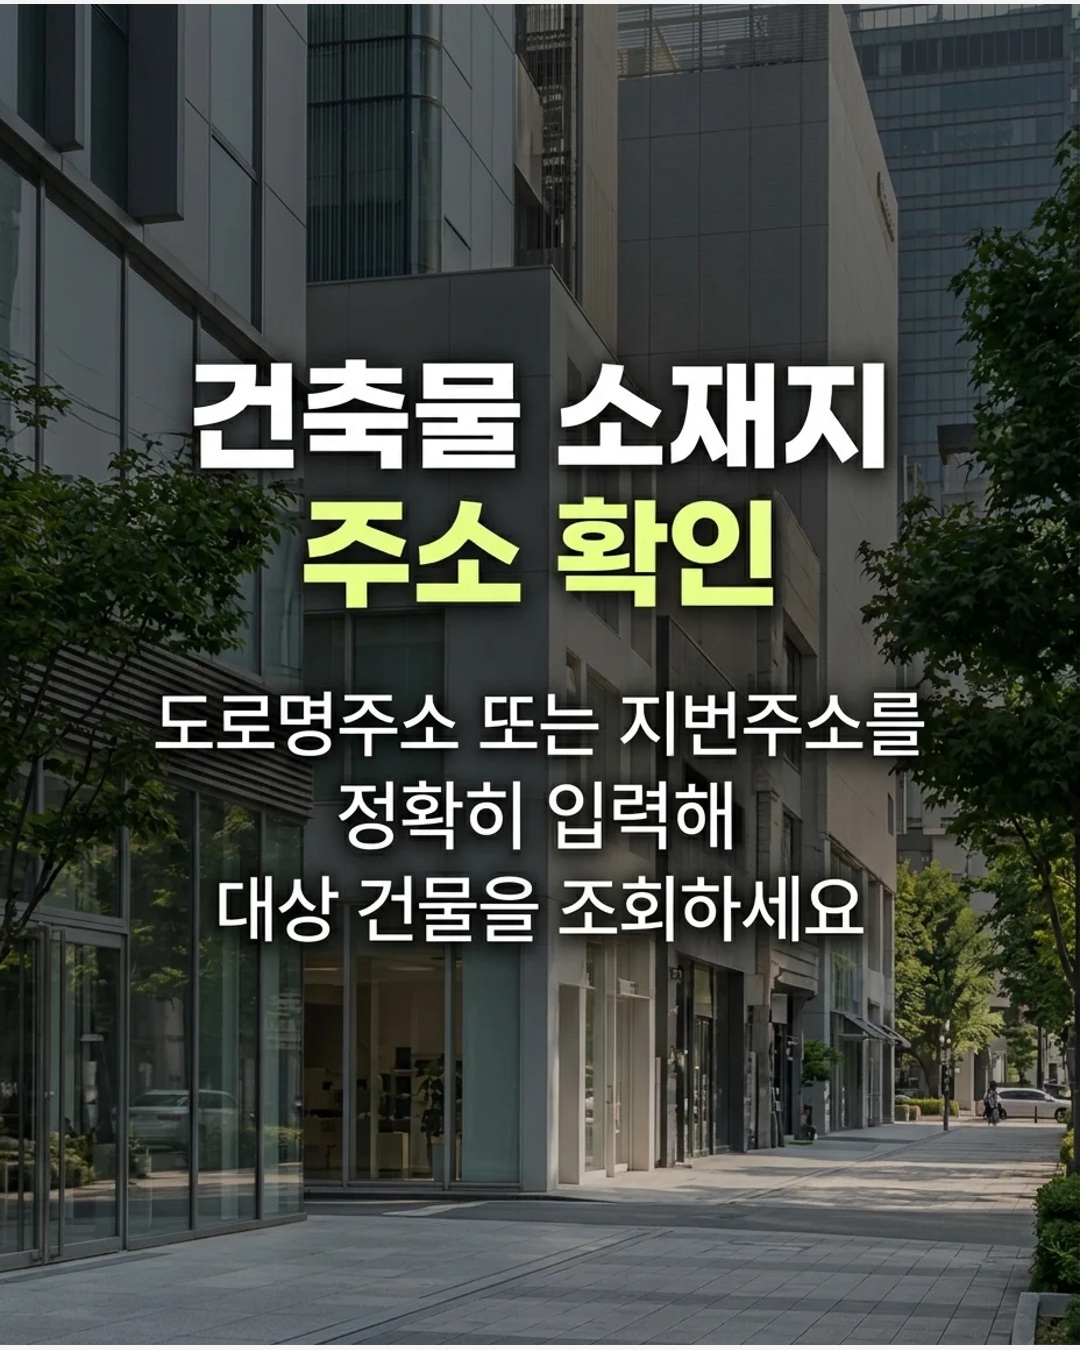 건축물 소재지
주소 확인
도로명주소 또는 지번주소를
정확히 입력해
대상 건물을 조회하세요